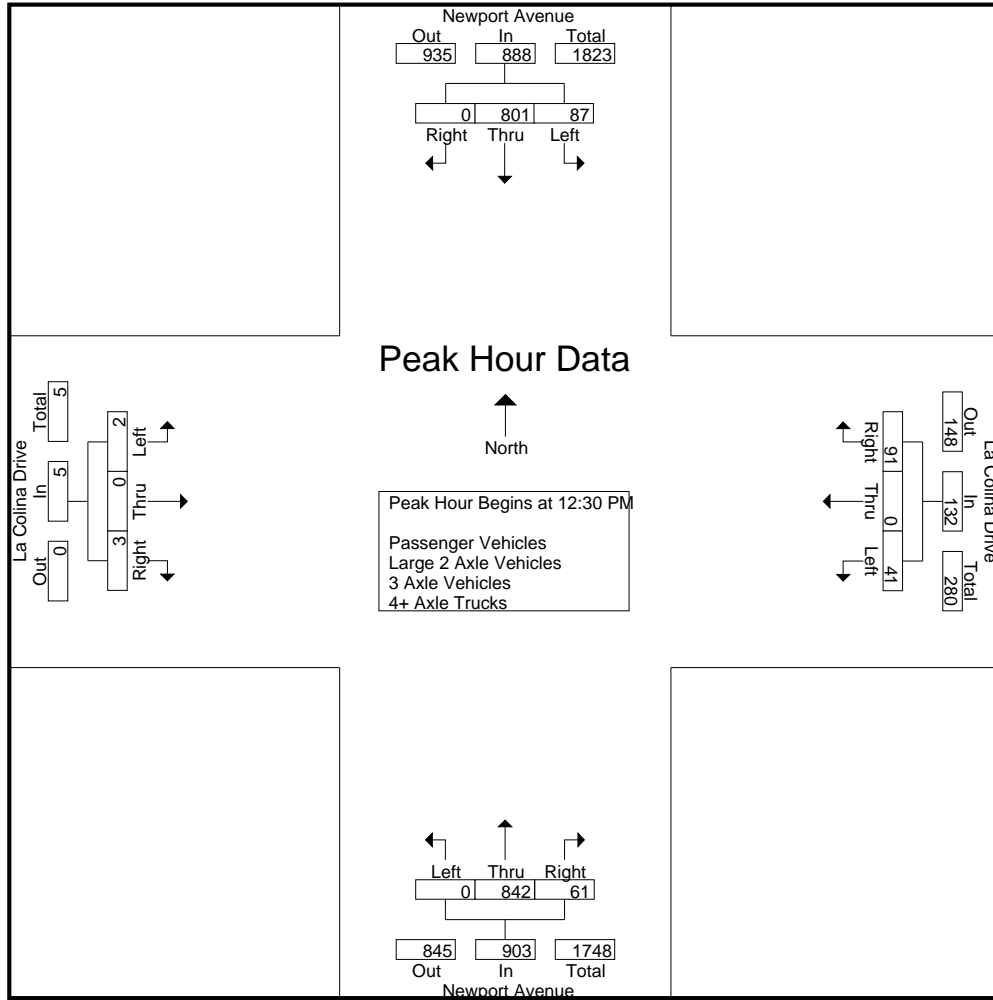 Newport Avenue
Out In Total
935 888 1823
0 801 87
Right Thru Left
Peak Hour Data
North
Peak Hour Begins at 12:30 PM
Passenger Vehicles
Large 2 Axle Vehicles
3 Axle Vehicles
4+ Axle Trucks
La Colina Drive
Out In Total
0 5 5
Left Thru Right
2 0 3
La Colina Drive
Out In Total
148 132 280
91 0 41
Right Thru Left
Left Thru Right
0 842 61
845 903 1748
Out In Total
Newport Avenue